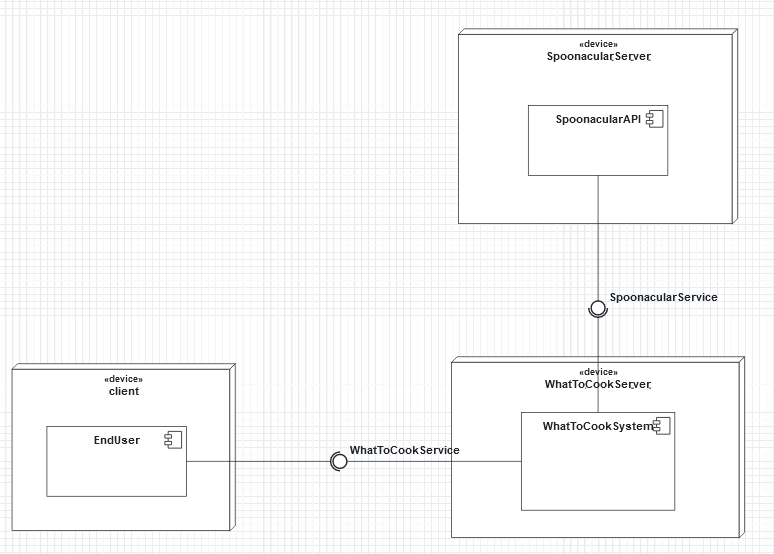 «device»
SpoonacularServer
SpoonacularAPI
SpoonacularService
«device»
client
EndUser
WhatToCookService
«device»
WhatToCookServer
WhatToCookSystem